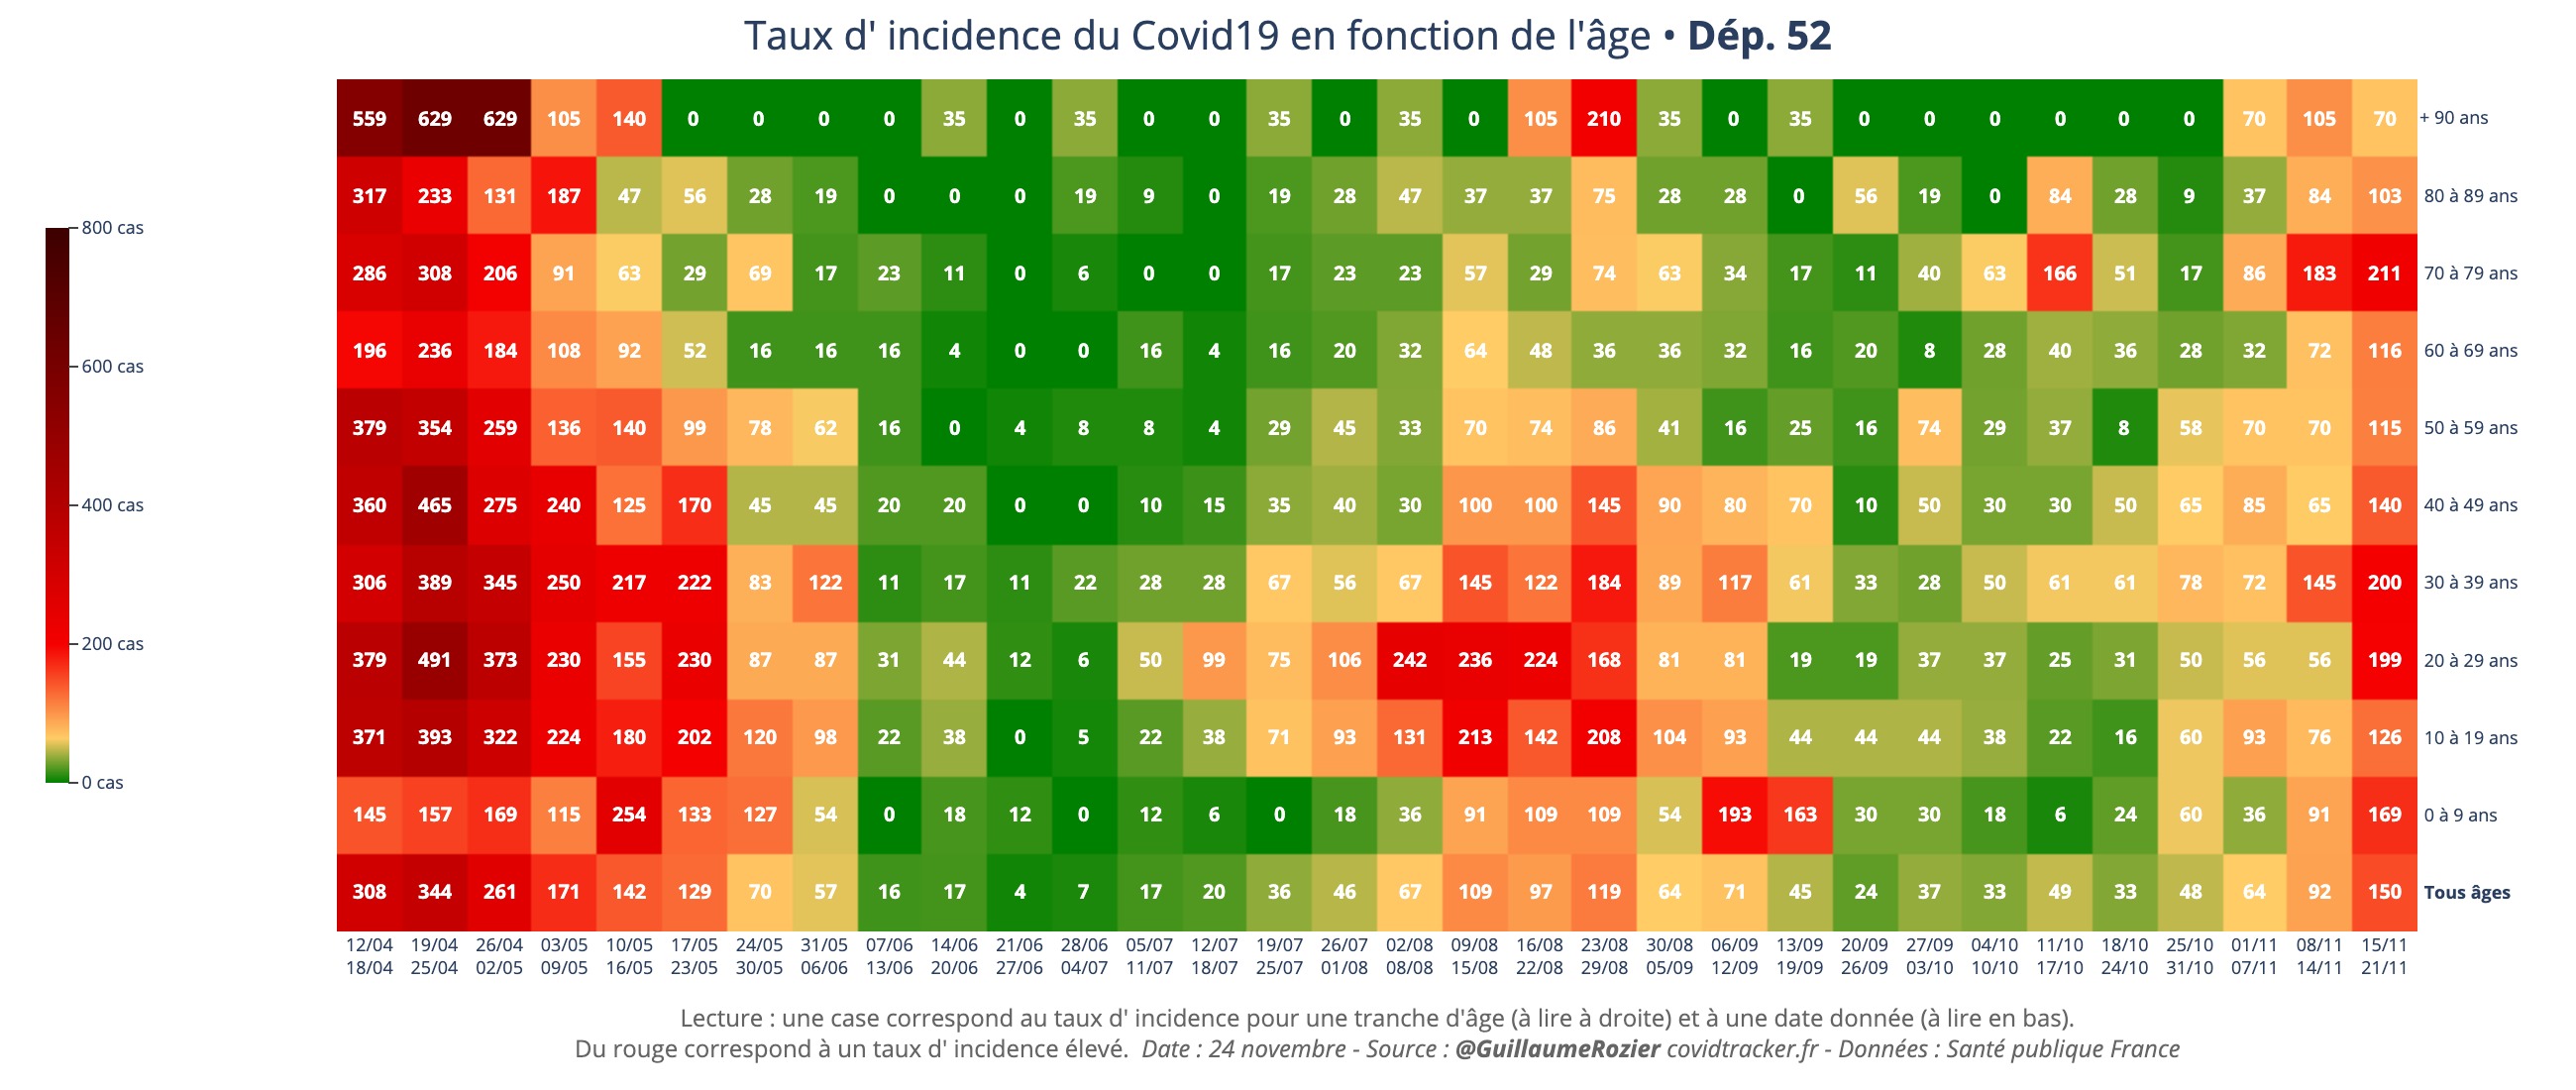 Taux d' incidence du Covid19 en fonction de l'âge • Dép. 52
800 cas
600 cas
400 cas
200 cas
0 cas
559 629 629 105 140 0 0 0 0 35 0 35 0 0 35 0 35 0 105 210 35 0 35 0 0 0 0 0 0 70 105 70 + 90 ans
317 233 131 187 47 56 28 19 0 0 0 19 9 0 19 28 47 37 37 75 28 28 0 56 19 0 84 28 9 37 84 103 80 à 89 ans
286 308 206 91 63 29 69 17 23 11 0 6 0 0 17 23 23 57 29 74 63 34 17 11 40 63 166 51 17 86 183 211 70 à 79 ans
196 236 184 108 92 52 16 16 16 4 0 0 16 4 16 20 32 64 48 36 36 32 16 20 8 28 40 36 28 32 72 116 60 à 69 ans
379 354 259 136 140 99 78 62 16 0 4 8 8 4 29 45 33 70 74 86 41 16 25 16 74 29 37 8 58 70 70 115 50 à 59 ans
360 465 275 240 125 170 45 45 20 20 0 0 10 15 35 40 30 100 100 145 90 80 70 10 50 30 30 50 65 85 65 140 40 à 49 ans
306 389 345 250 217 222 83 122 11 17 11 22 28 28 67 56 67 145 122 184 89 117 61 33 28 50 61 61 78 72 145 200 30 à 39 ans
379 491 373 230 155 230 87 87 31 44 12 6 50 99 75 106 242 236 224 168 81 81 19 19 37 37 25 31 50 56 56 199 20 à 29 ans
371 393 322 224 180 202 120 98 22 38 0 5 22 38 71 93 131 213 142 208 104 93 44 44 44 38 22 16 60 93 76 126 10 à 19 ans
145 157 169 115 254 133 127 54 0 18 12 0 12 6 0 18 36 91 109 109 54 193 163 30 30 18 6 24 60 36 91 169 0 à 9 ans
308 344 261 171 142 129 70 57 16 17 4 7 17 20 36 46 67 109 97 119 64 71 45 24 37 33 49 33 48 64 92 150 Tous âges
12/04 19/04 26/04 03/05 10/05 17/05 24/05 31/05 07/06 14/06 21/06 28/06 05/07 12/07 19/07 26/07 02/08 09/08 16/08 23/08 30/08 06/09 13/09 20/09 27/09 04/10 11/10 18/10 25/10 01/11 08/11 15/11
18/04 25/04 02/05 09/05 16/05 23/05 30/05 06/06 13/06 20/06 27/06 04/07 11/07 18/07 25/07 01/08 08/08 15/08 22/08 29/08 05/09 12/09 19/09 26/09 03/10 10/10 17/10 24/10 31/10 07/11 14/11 21/11
Lecture : une case correspond au taux d' incidence pour une tranche d'âge (à lire à droite) et à une date donnée (à lire en bas).
Du rouge correspond à un taux d' incidence élevé. Date : 24 novembre - Source : @GuillaumeRozier covidtracker.fr - Données : Santé publique France